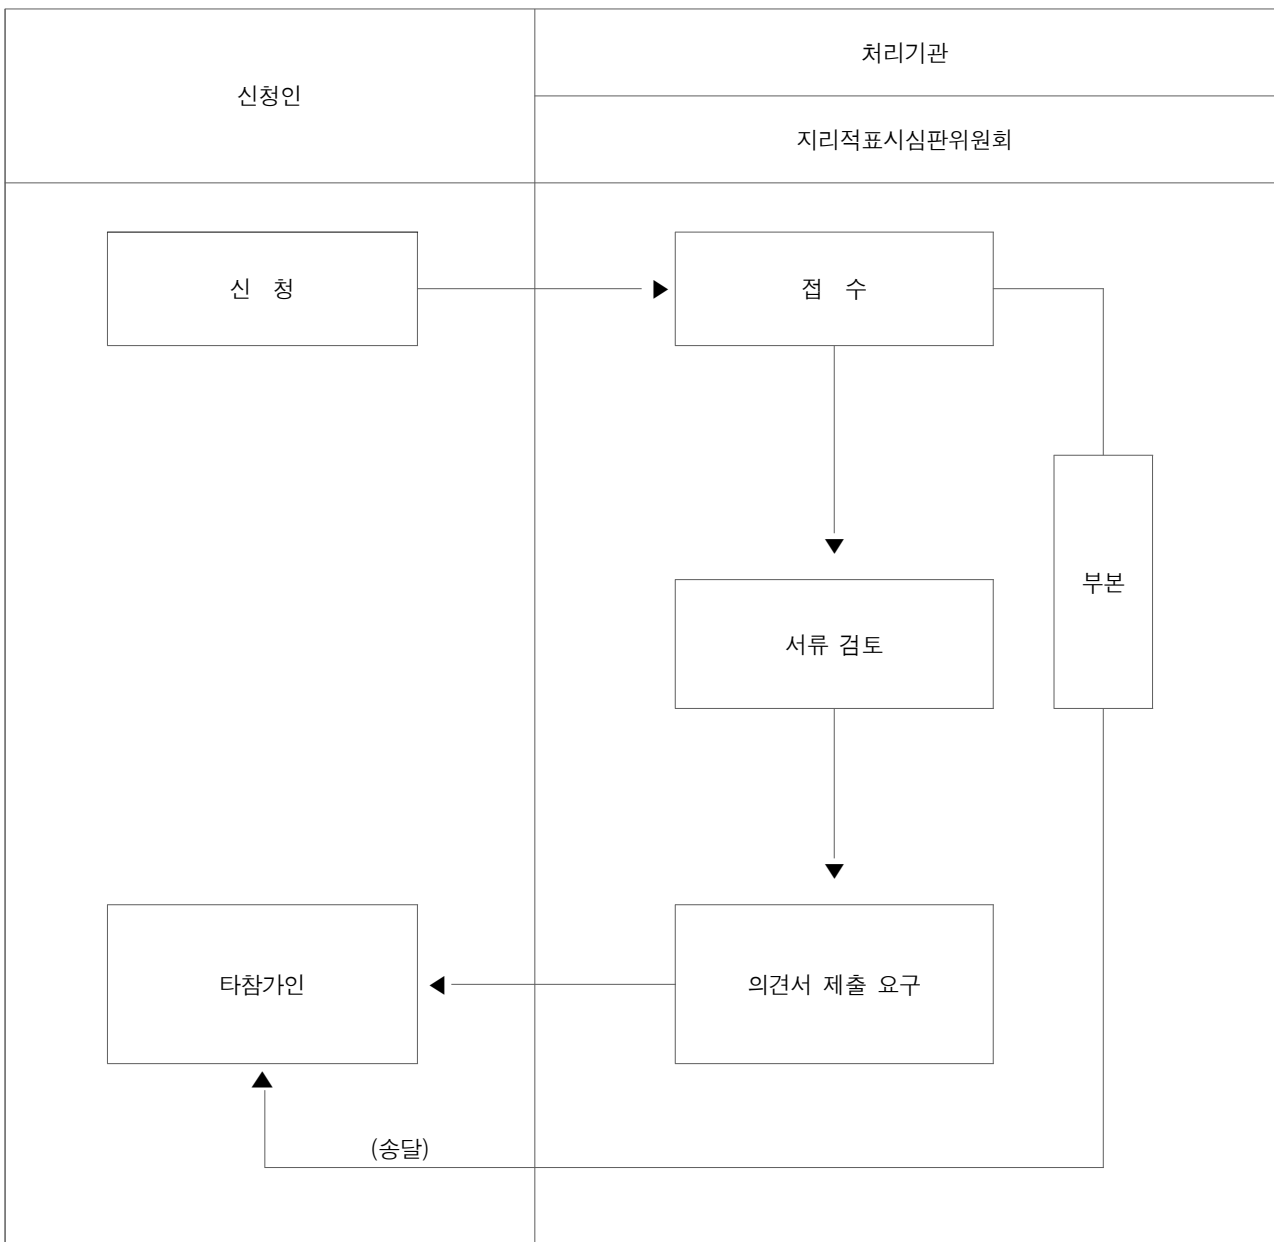 신청인
처리기관
지리적표시심판위원회
신 청
접 수
부본
서류 검토
타참가인
의견서 제출 요구
(송달)